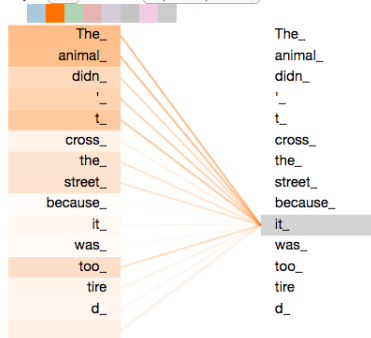 The_
animal_
didn_
'_
t_
cross_
the_
street_
because_
it_
was_
too_
tire
d_
The_
animal_
didn_
'_
t_
cross_
the_
street_
because_
it_
was_
too_
tire
d_